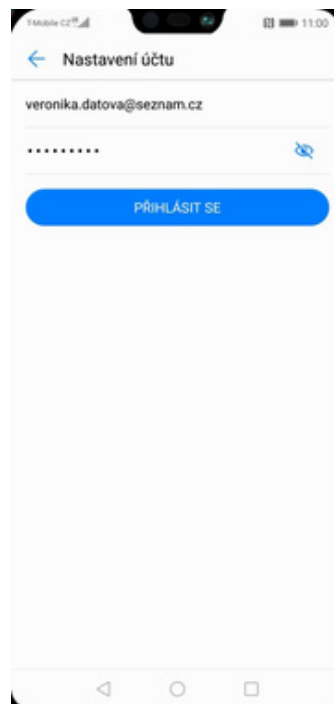 T-Mobile CZ 11:00
Nastavení účtu
veronika.datova@seznam.cz
•••••••••
PŘIHLÁSIT SE